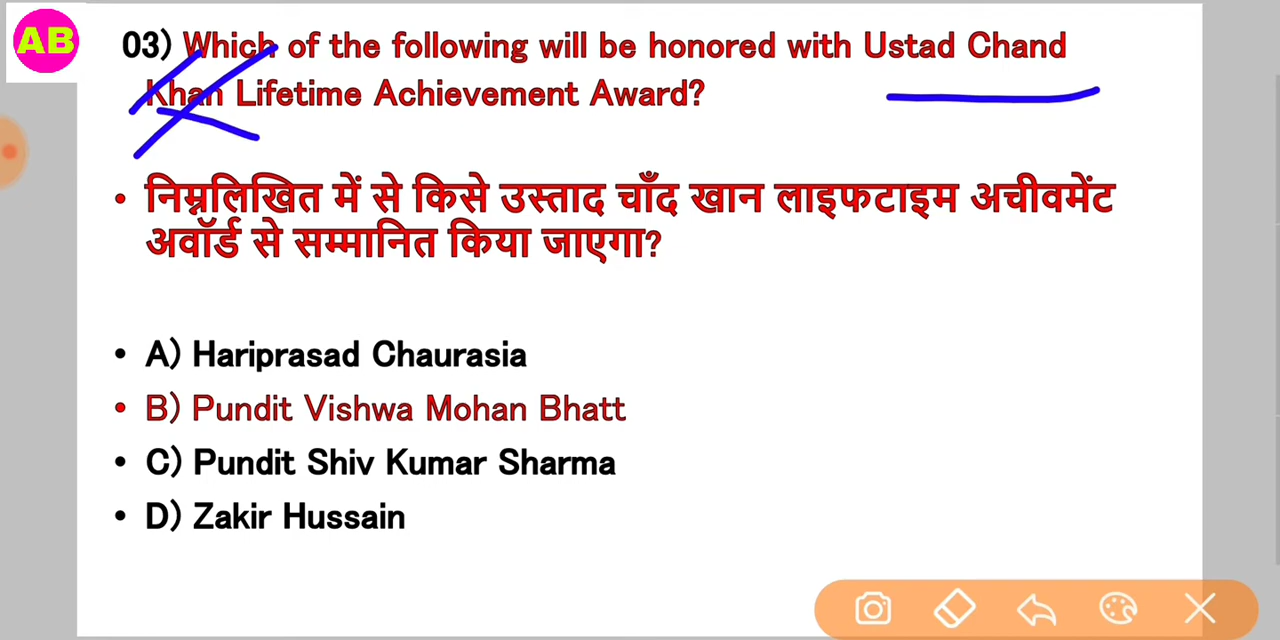 AB
03) Which of the following will be honored with Ustad Chand
Khan Lifetime Achievement Award?
• निम्नलिखित में से किसे उस्ताद चाँद खान लाइफटाइम अचीवमेंट
अवॉर्ड से सम्मानित किया जाएगा?
• A) Hariprasad Chaurasia
• B) Pundit Vishwa Mohan Bhatt
• C) Pundit Shiv Kumar Sharma
• D) Zakir Hussain